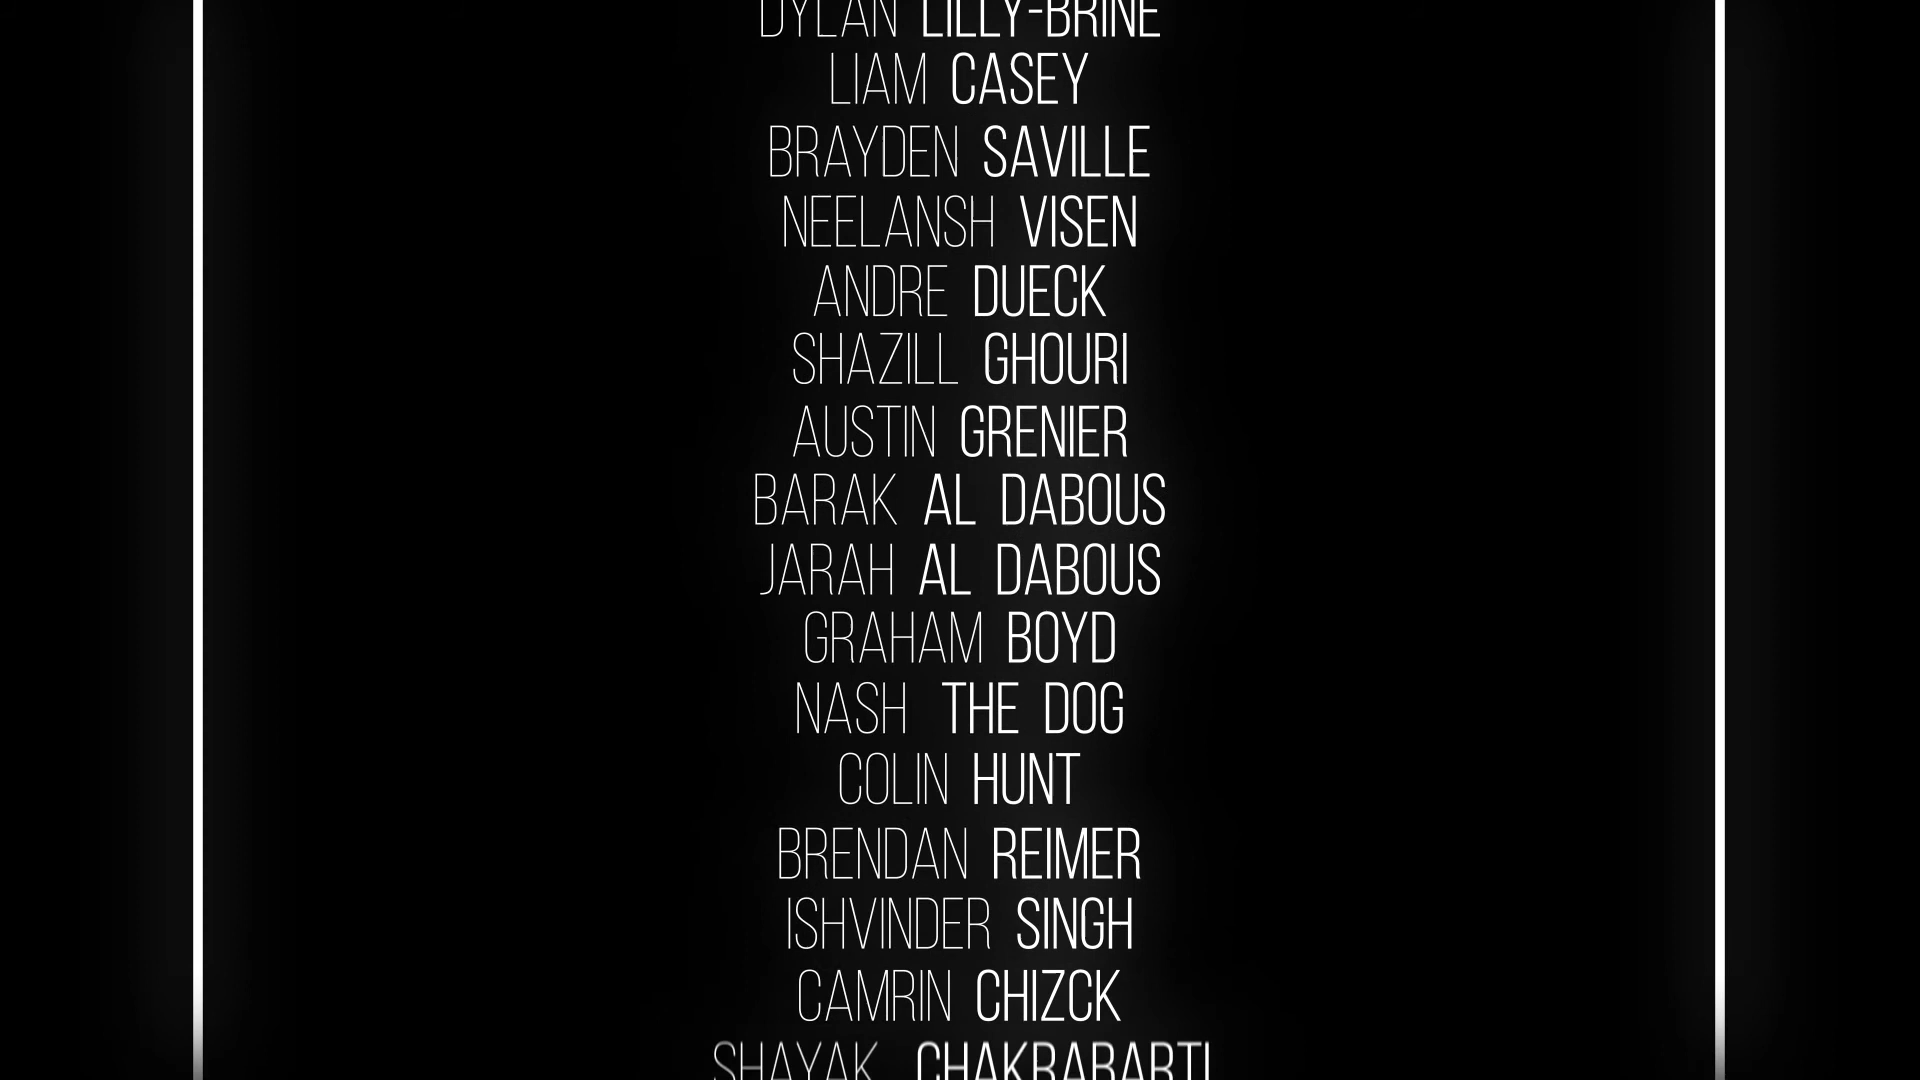 DYLAN LILLY-BRINE
LIAM CASEY
BRAYDEN SAVILLE
NEELANSH VISEN
ANDRE DUECK
SHAZILL GHOURI
AUSTIN GRENIER
BARAK AL DABOUS
JARAH AL DABOUS
GRAHAM BOYD
NASH THE DOG
COLIN HUNT
BRENDAN REIMER
ISHVINDER SINGH
CAMRIN CHIZCK
SHAYAK CHAKRABARTI